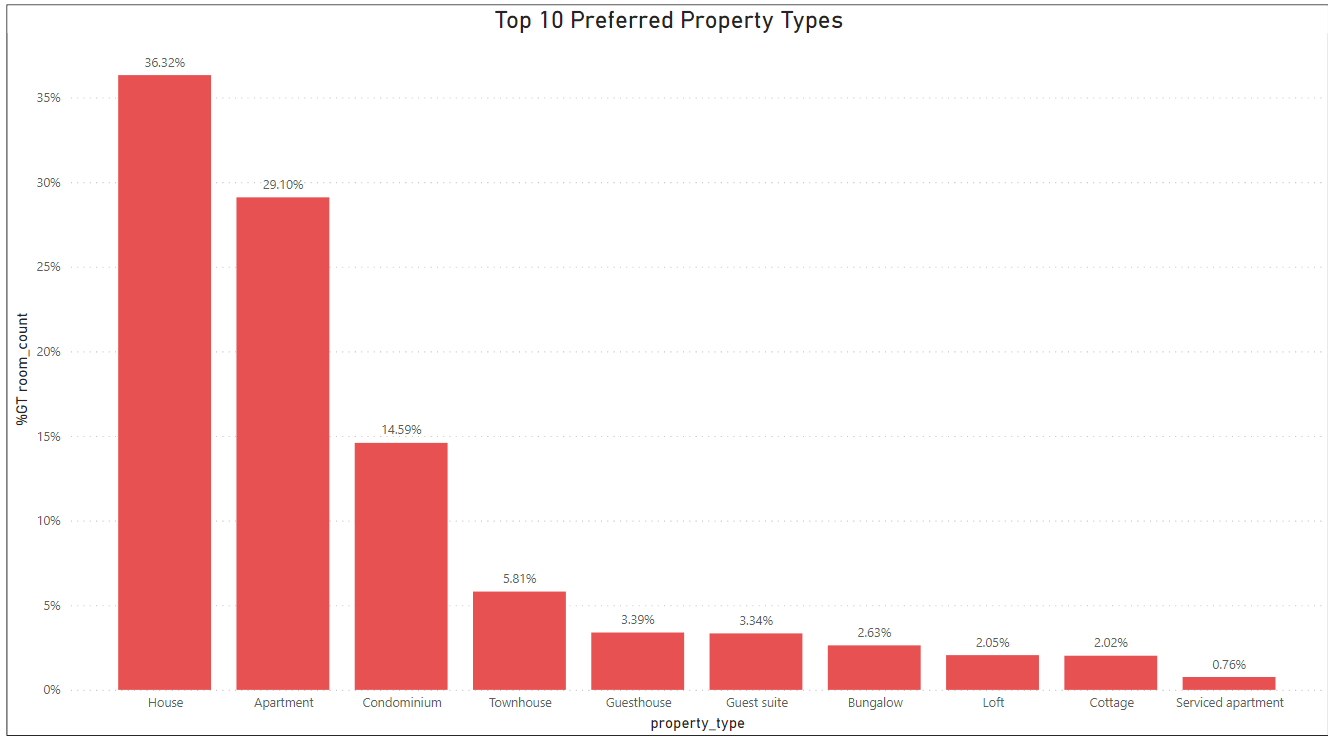 Top 10 Preferred Property Types
%GT room_count
35%
30%
25%
20%
15%
10%
5%
0%
36.32%
29.10%
14.59%
5.81%
3.39%
3.34%
2.63%
2.05%
2.02%
0.76%
House
Apartment
Condominium
Townhouse
Guesthouse
Guest suite
Bungalow
Loft
Cottage
Serviced apartment
property_type